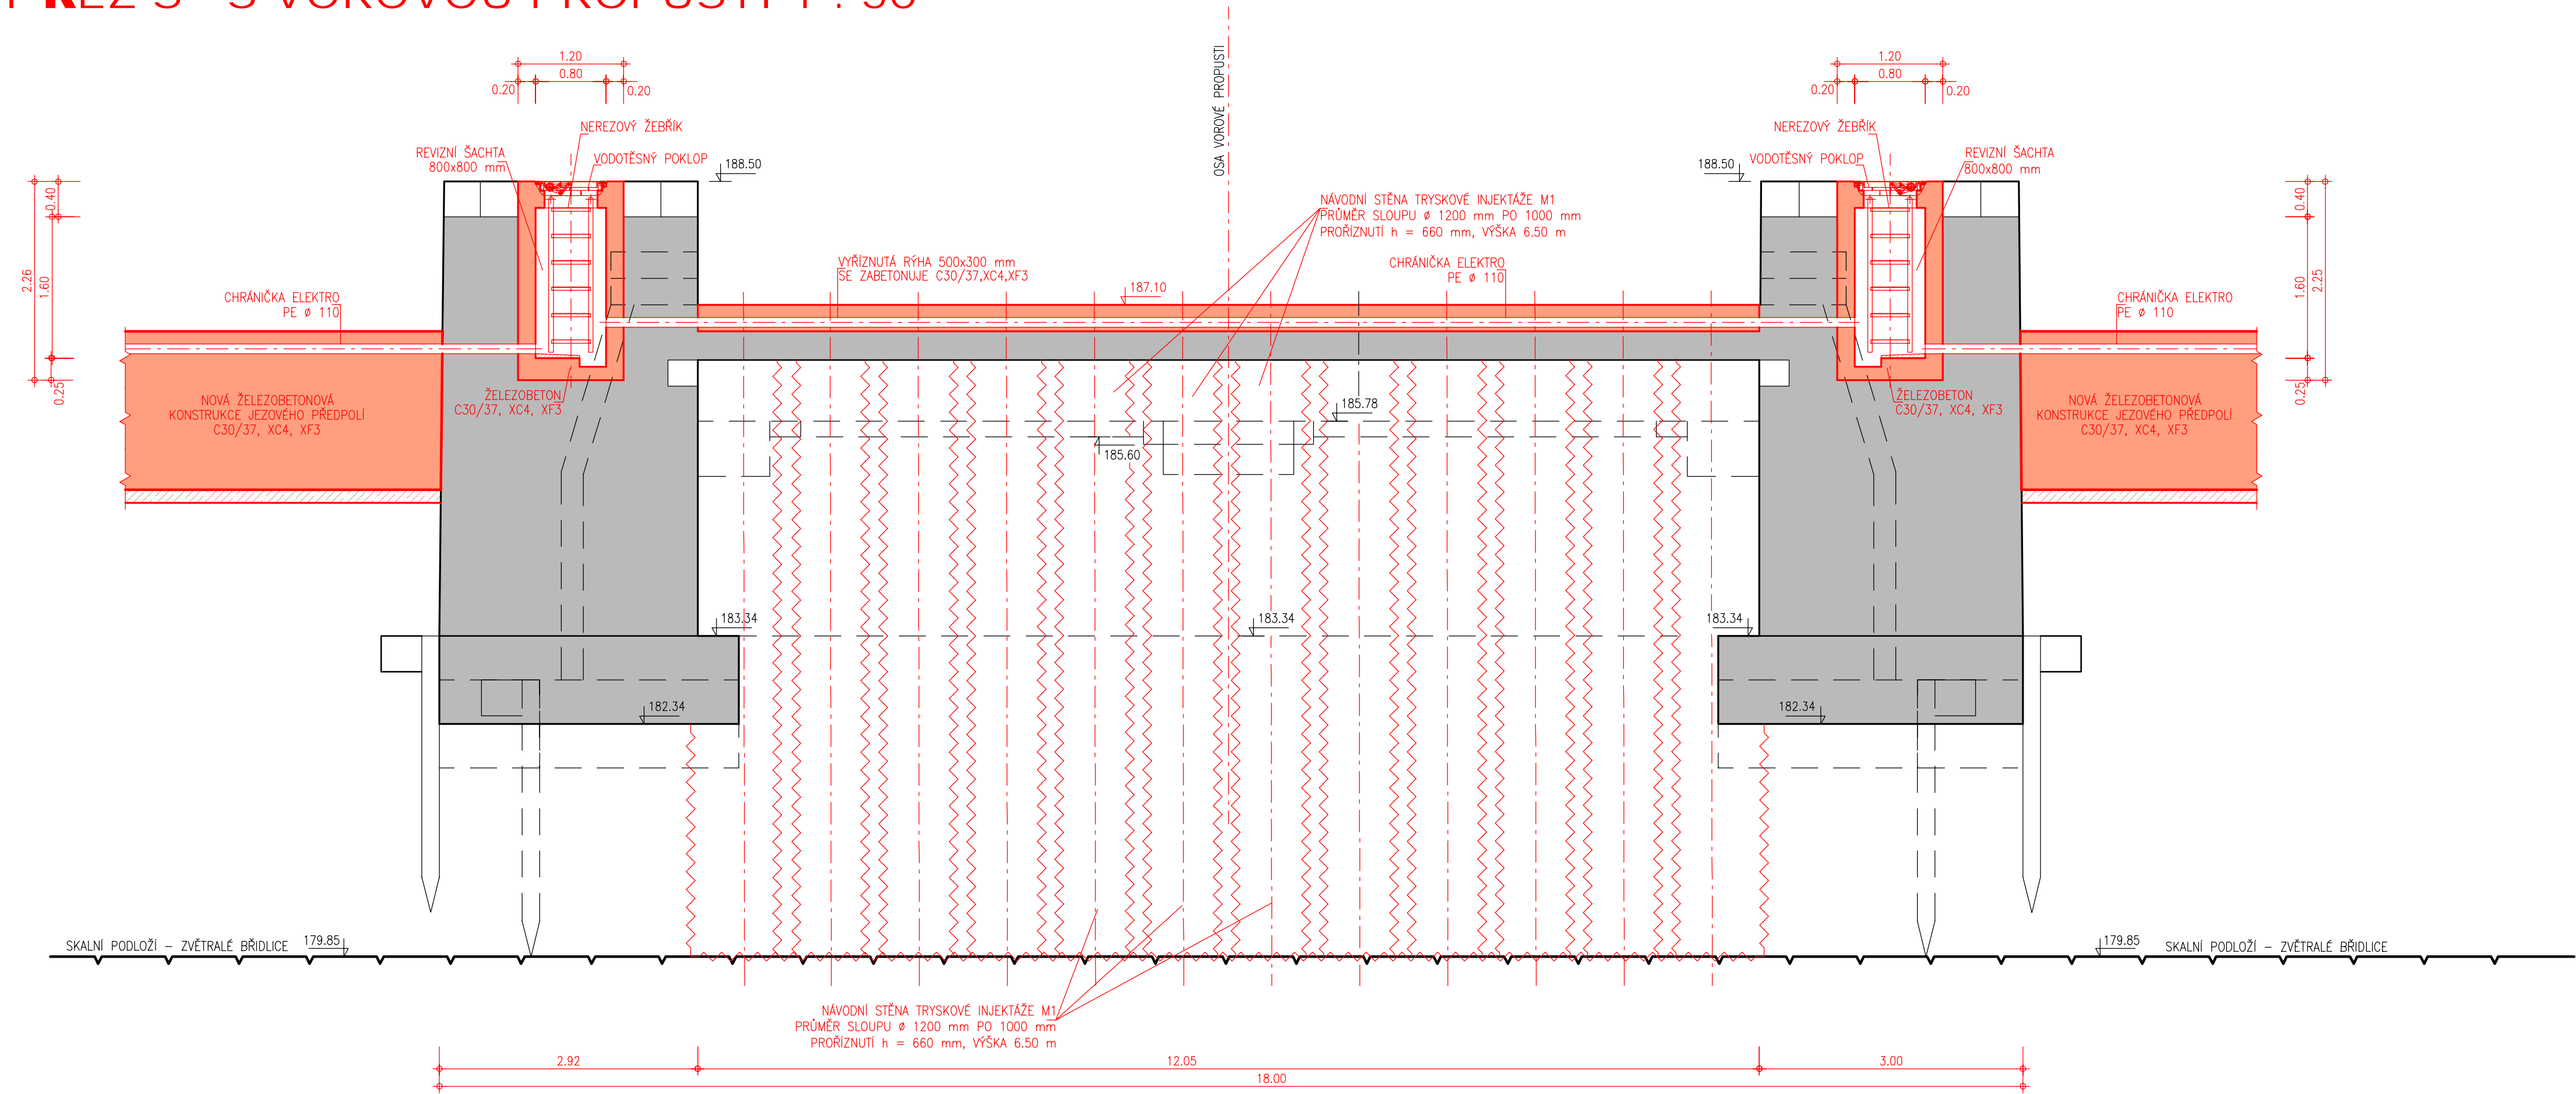 ŘEZ S - S VOROVOU PROPUSTÍ 1 : 50
1.20
0.80
0.20
0.20
NEREZOVÝ ŽEBŘÍK
REVIZNÍ ŠACHTA
800x800 mm
VODOTĚSNÝ POKLOP
188.50
OSA VOROVÉ PROPUSTI
1.20
0.80
0.20
0.20
NEREZOVÝ ŽEBŘÍK
VODOTĚSNÝ POKLOP
REVIZNÍ ŠACHTA
800x800 mm
188.50
NÁVODNÍ STĚNA TRYSKOVÉ INJEKTÁŽE M1
PRŮMĚR SLOUPU ø 1200 mm PO 1000 mm
PROŘÍZNUTÍ h = 660 mm, VÝŠKA 6.50 m
0.40
2.26
1.60
0.25
0.40
1.60
2.25
0.25
VYŘÍZNUTÁ RÝHA 500x300 mm
SE ZABETONUJE C30/37,XC4,XF3
187.10
CHRÁNIČKA ELEKTRO
PE ø 110
CHRÁNIČKA ELEKTRO
PE ø 110
CHRÁNIČKA ELEKTRO
PE ø 110
NOVÁ ŽELEZOBETONOVÁ
KONSTRUKCE JEZOVÉHO PŘEDPOLÍ
C30/37, XC4, XF3
ŽELEZOBETON
C30/37, XC4, XF3
185.78
185.60
ŽELEZOBETON
C30/37, XC4, XF3
NOVÁ ŽELEZOBETONOVÁ
KONSTRUKCE JEZOVÉHO PŘEDPOLÍ
C30/37, XC4, XF3
183.34
183.34
183.34
182.34
182.34
SKALNÍ PODLOŽÍ – ZVĚTRALÉ BŘIDLICE
179.85
179.85
SKALNÍ PODLOŽÍ – ZVĚTRALÉ BŘIDLICE
NÁVODNÍ STĚNA TRYSKOVÉ INJEKTÁŽE M1
PRŮMĚR SLOUPU ø 1200 mm PO 1000 mm
PROŘÍZNUTÍ h = 660 mm, VÝŠKA 6.50 m
2.92
12.05
3.00
18.00